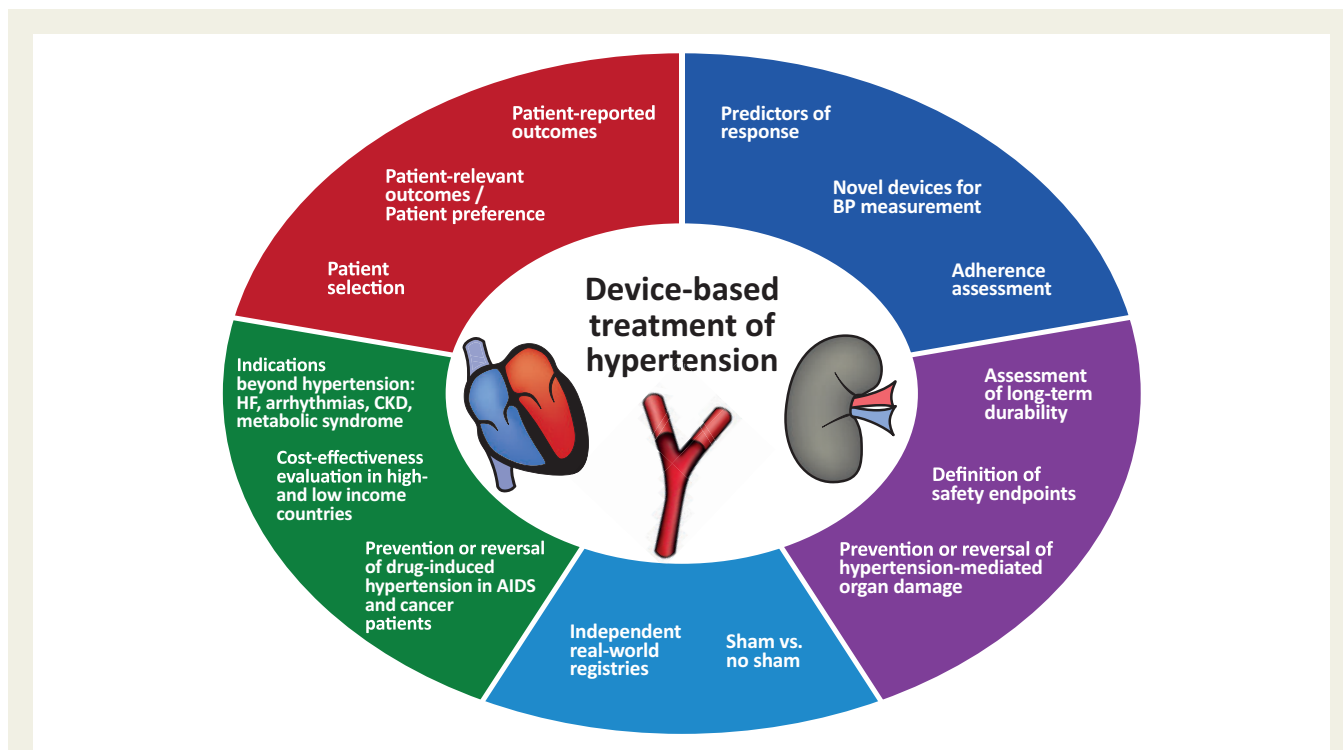 Device-based
treatment of
hypertension
Patient-reported
outcomes
Patient-relevant
outcomes /
Patient preference
Patient
selection
Predictors of
response
Novel devices for
BP measurement
Adherence
assessment
Assessment
of long-term
durability
Definition of
safety endpoints
Prevention or reversal of
hypertension-mediated
organ damage
Sham vs.
no sham
Independent
real-world
registries
Indications
beyond hypertension:
HF, arrhythmias, CKD,
metabolic syndrome
Cost-effectiveness
evaluation in high-
and low income
countries
Prevention or reversal
of drug-induced
hypertension in AIDS
and cancer
patients